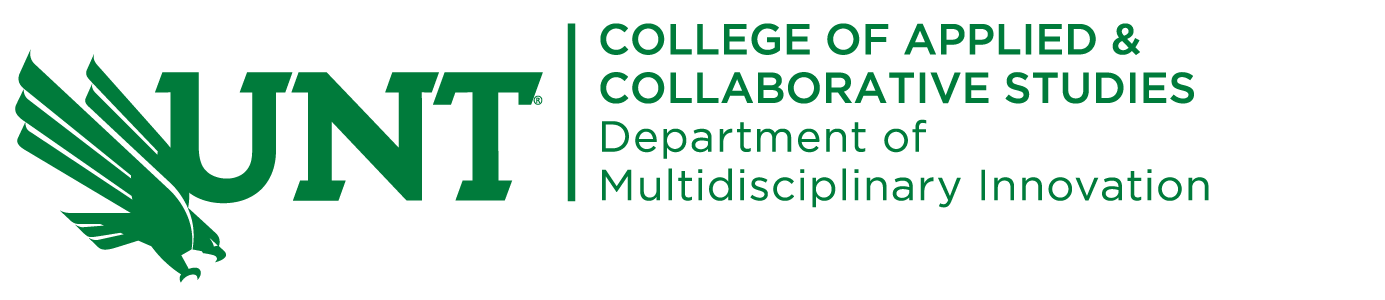 UNT®
COLLEGE OF APPLIED &
COLLABORATIVE STUDIES
Department of
Multidisciplinary Innovation